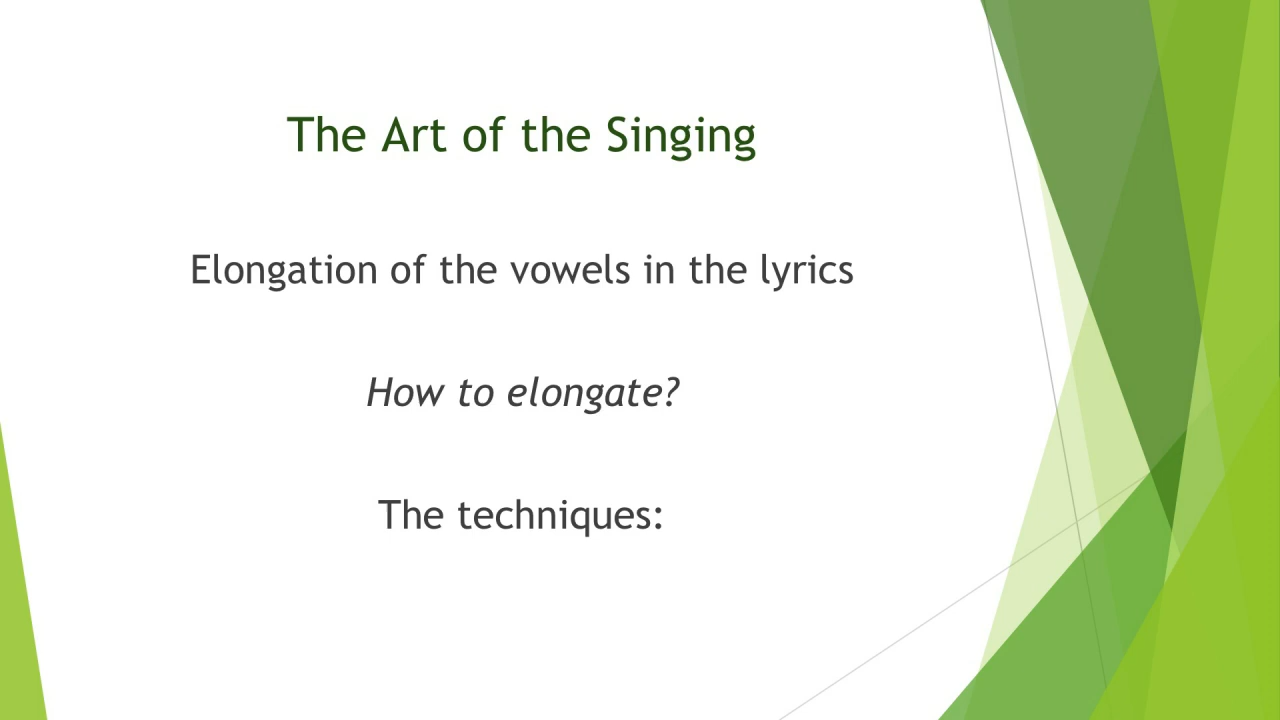 The Art of the Singing
Elongation of the vowels in the lyrics
How to elongate?
The techniques: